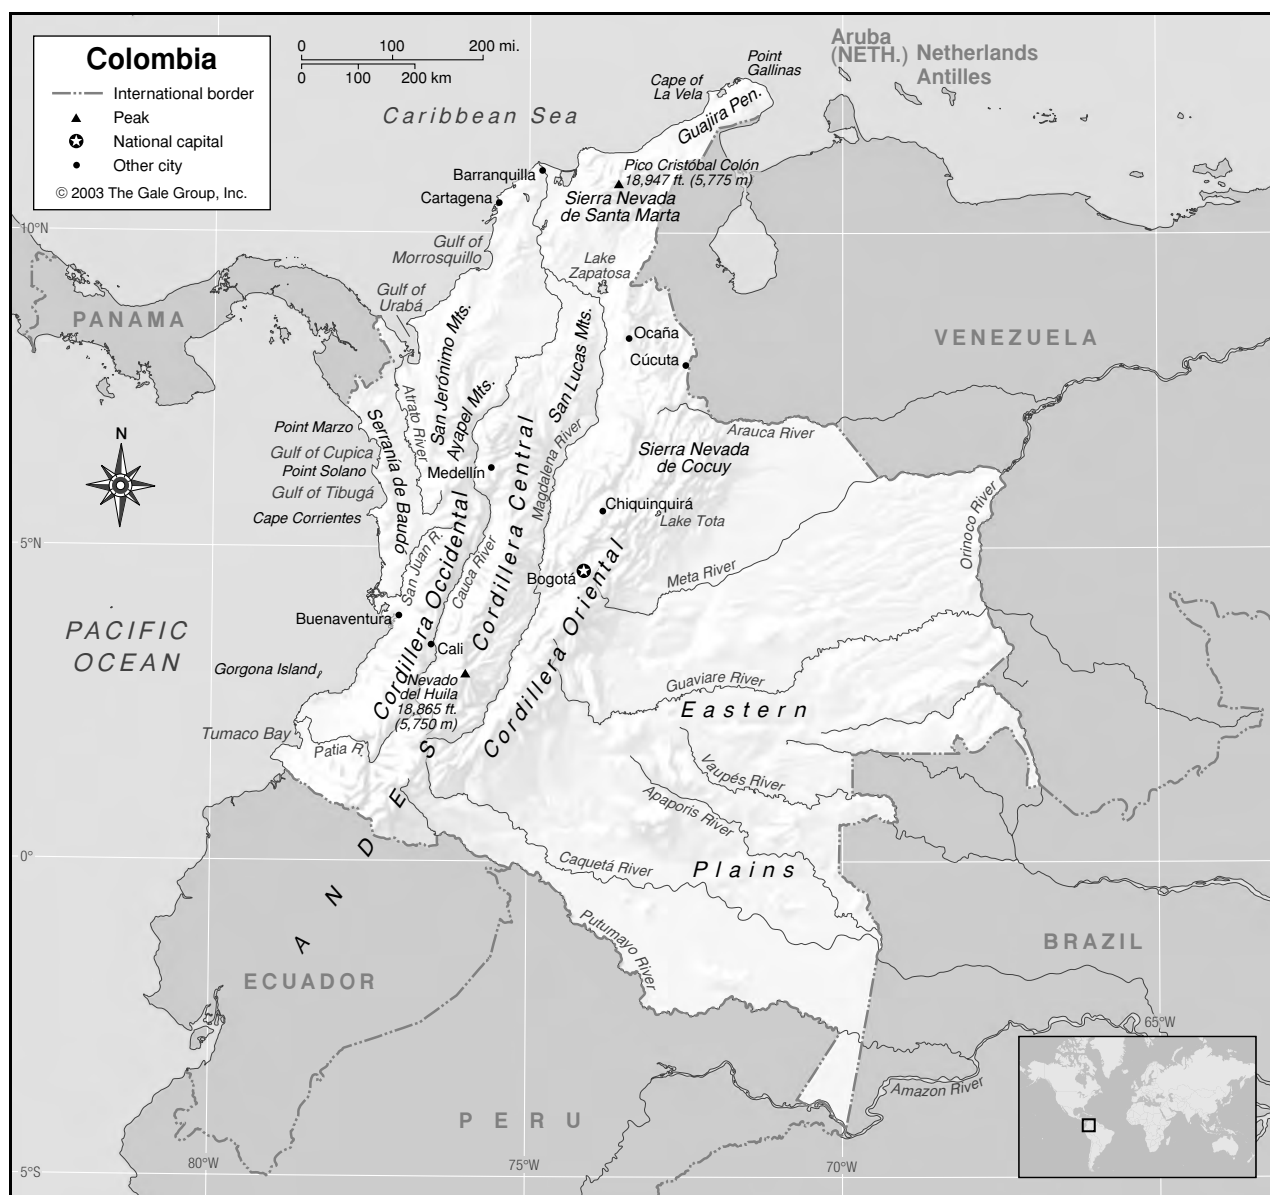 Colombia
International border
Peak
National capital
Other city
© 2003 The Gale Group, Inc.
0 100 200 mi.
0 100 200 km
Aruba
(NETH.)
Netherlands
Antilles
Point
Gallinas
Cape of
La Vela
Guajira Pen.
Caribbean Sea
Barranquilla
Cartagena
Pico Cristóbal Colón
18,947 ft. (5,775 m)
Sierra Nevada
de Santa Marta
10°N
Gulf of
Morrosquillo
Lake
Zapatosa
Gulf of
Urabá
PANAMA
VENEZUELA
Ocaña
Cúcuta
San Jerónimo Mts.
Ayapel Mts.
San Lucas Mts.
Atrato River
Serranía de Baudó
Point Marzo
Gulf of Cupica
Point Solano
Gulf of Tibugá
Cape Corrientes
N
Medellín
Magdalena River
Arauca River
Sierra Nevada
de Cocuy
Chiquinquirá
Lake Tota
Orinoco River
5°N
San Juan R.
Cauca River
Cordillera Occidental
Cordillera Central
Cordillera Oriental
Bogotá
Meta River
Buenaventura
Cali
PACIFIC
OCEAN
Gorgona Island
Nevado
del Huila
18,865 ft.
(5,750 m)
Guaviare River
Eastern
Tumaco Bay
Patia R.
Vaupés River
Apaporis River
0°
Caquetá River
Plains
Putumayo River
ANDES
ECUADOR
BRAZIL
65°W
Amazon River
PERU
5°S
80°W
75°W
70°W